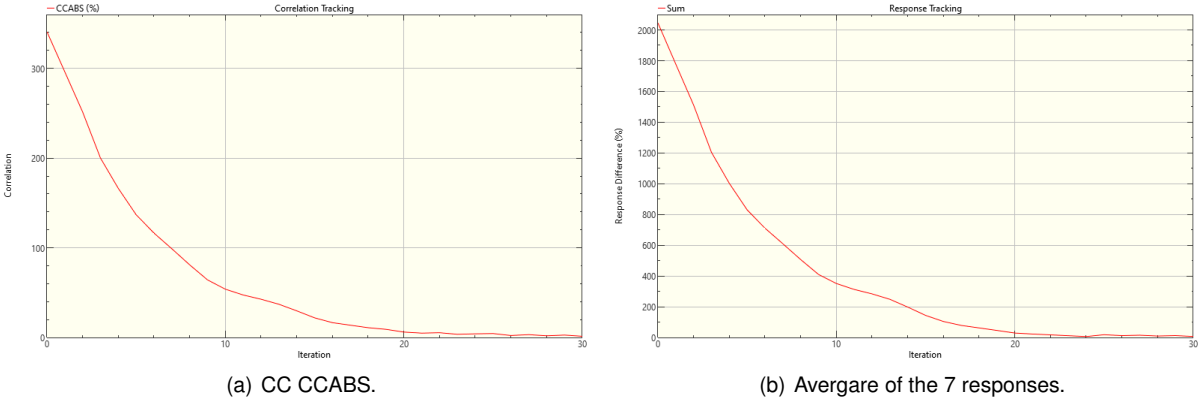 CCABS (%)
Correlation Tracking
300
200
100
0
Correlation
0
10
20
30
Iteration
(a) CC CCABS.
Sum
Response Tracking
2000
1800
1600
1400
1200
1000
800
600
400
200
0
Response Difference (%)
0
10
20
30
Iteration
(b) Avergare of the 7 responses.